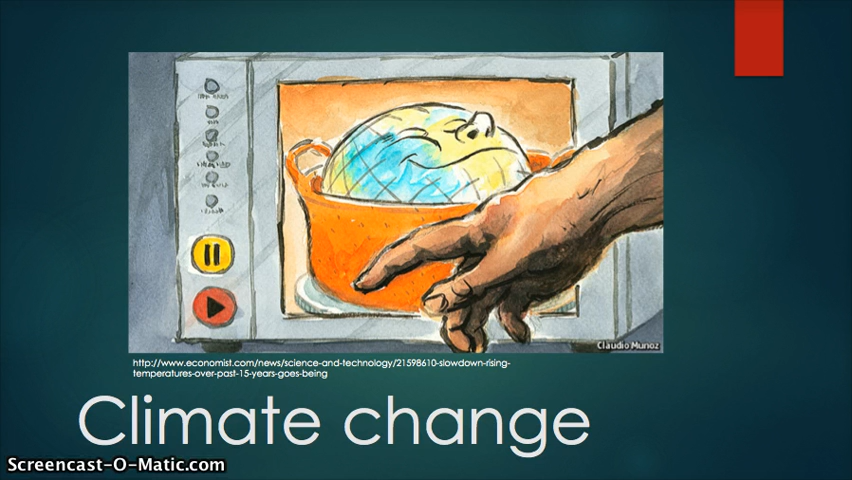 Claudio Munoz
http://www.economist.com/news/science-and-technology/21598610-slowdown-rising-
temperatures-over-past-15-years-goes-being
Climate change
Screencast-O-Matic.com